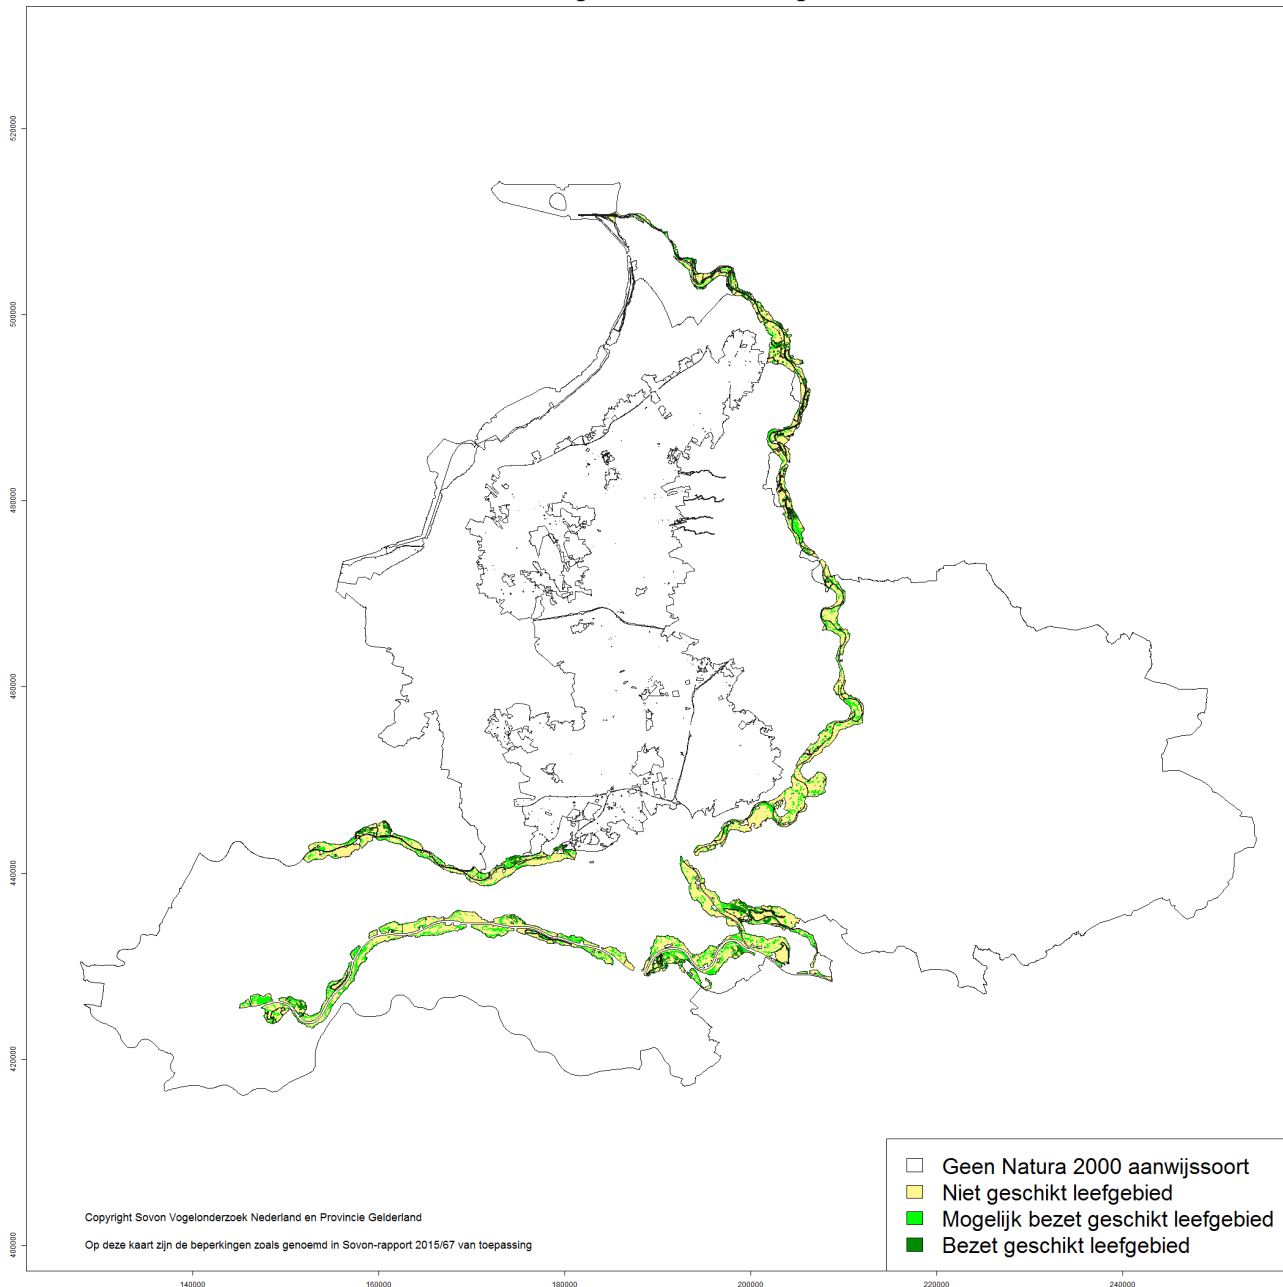 520000
500000
480000
460000
440000
420000
400000
Geen Natura 2000 aanwijssoort
Niet geschikt leefgebied
Mogelijk bezet geschikt leefgebied
Bezet geschikt leefgebied
Copyright Sovon Vogelonderzoek Nederland en Provincie Gelderland
Op deze kaart zijn de beperkingen zoals genoemd in Sovon-rapport 2015/67 van toepassing
140000 160000 180000 200000 220000 240000